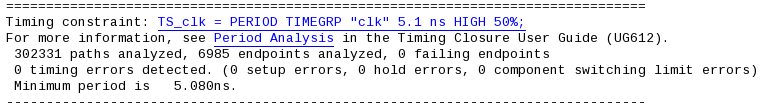 ================================================================================
Timing constraint: TS_clk = PERIOD TIMEGRP "clk" 5.1 ns HIGH 50%;
For more information, see Period Analysis in the Timing Closure User Guide (UG612).
 302331 paths analyzed, 6985 endpoints analyzed, 0 failing endpoints
 0 timing errors detected. (0 setup errors, 0 hold errors, 0 component switching limit errors)
 Minimum period is   5.080ns.
--------------------------------------------------------------------------------